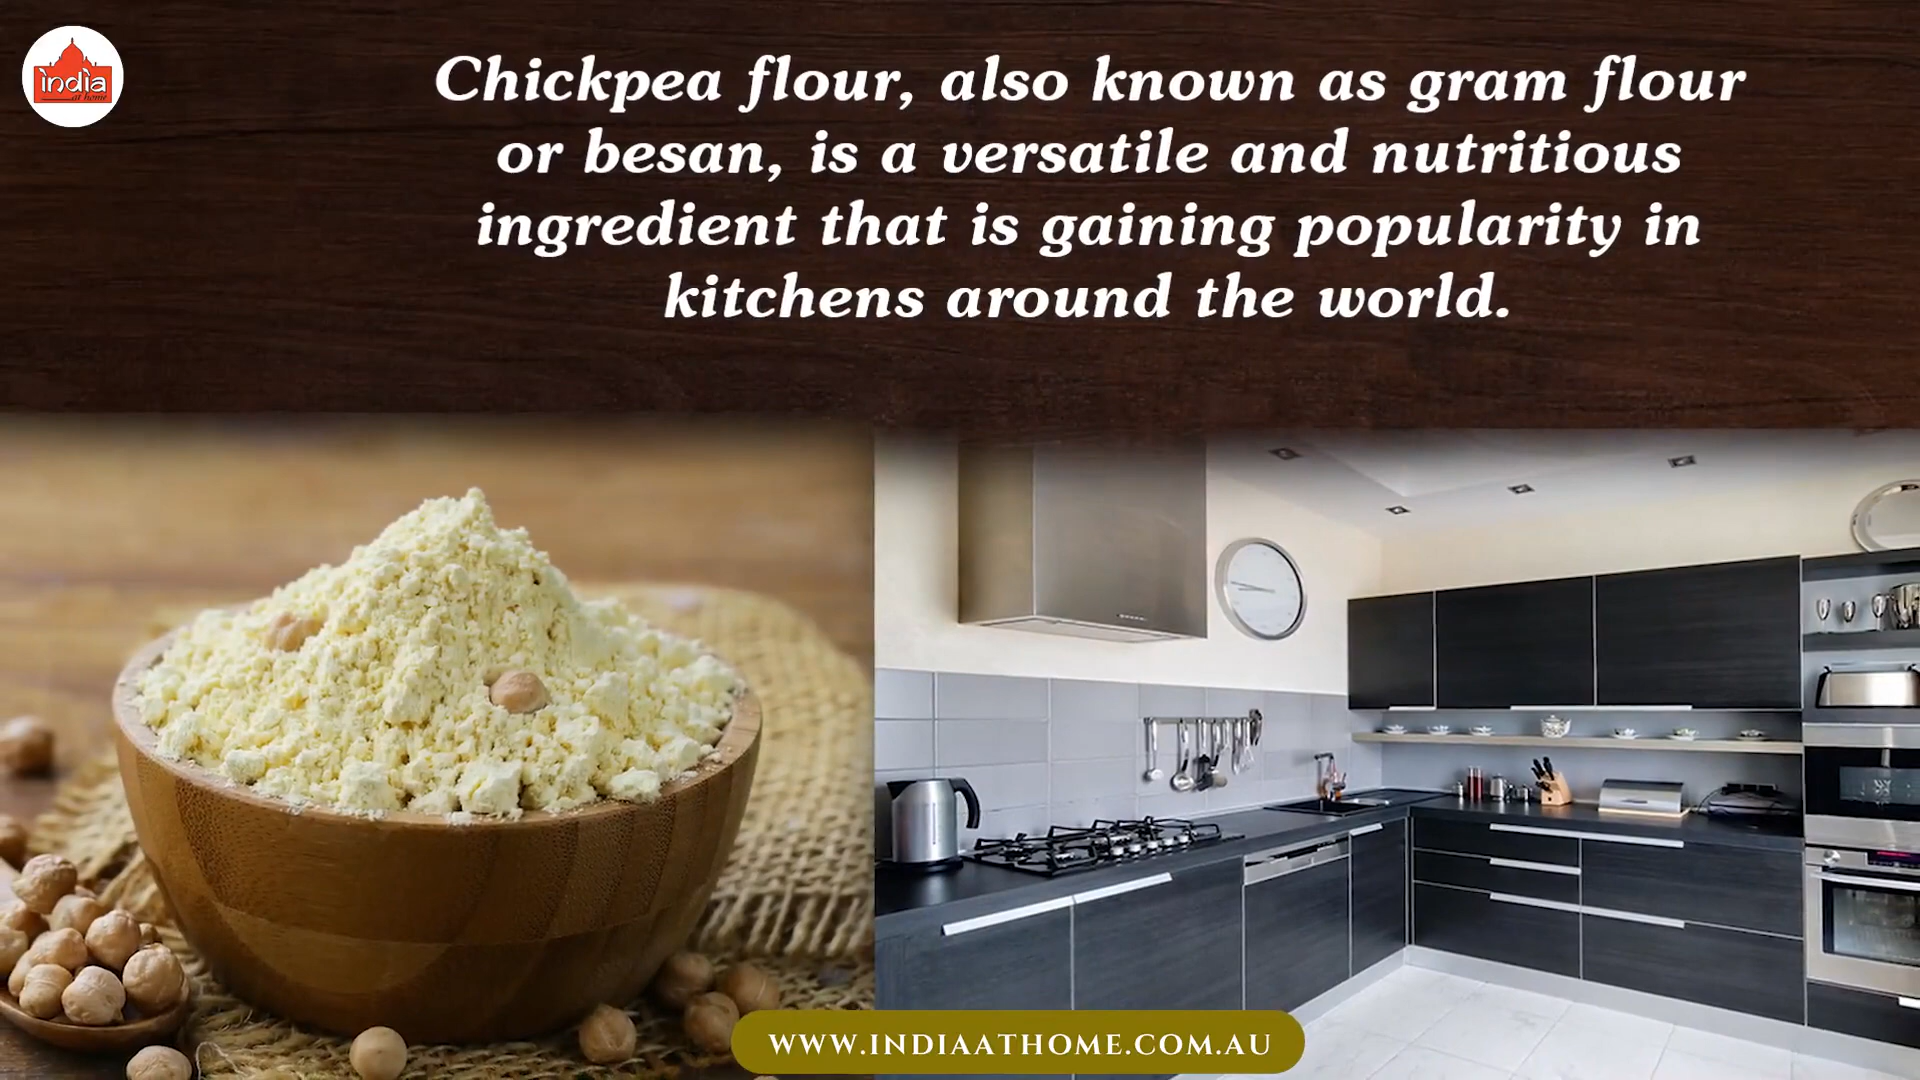 india
at home
Chickpea flour, also known as gram flour
or besan, is a versatile and nutritious
ingredient that is gaining popularity in
kitchens around the world.
WWW.INDIAATHOME.COM.AU